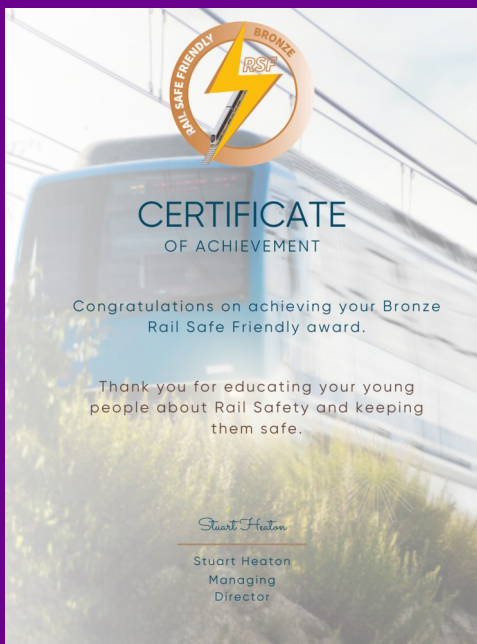 RAIL SAFE FRIENDLY
BRONZE
RSF
CERTIFICATE
OF ACHIEVEMENT
Congratulations on achieving your Bronze
Rail Safe Friendly award.
Thank you for educating your young
people about Rail Safety and keeping
them safe.
Stuart Heaton
Stuart Heaton
Managing
Director